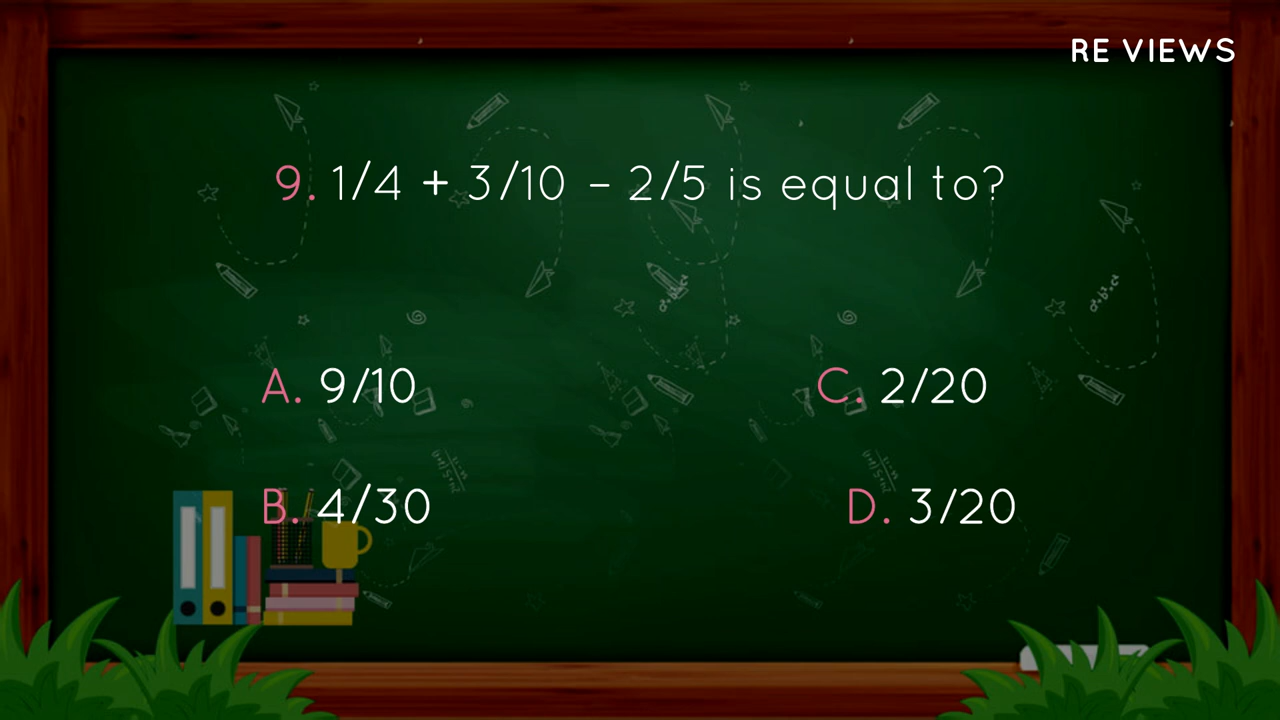 RE VIEWS
9. 1/4 + 3/10 – 2/5 is equal to?
A. 9/10
C. 2/20
B. 4/30
D. 3/20